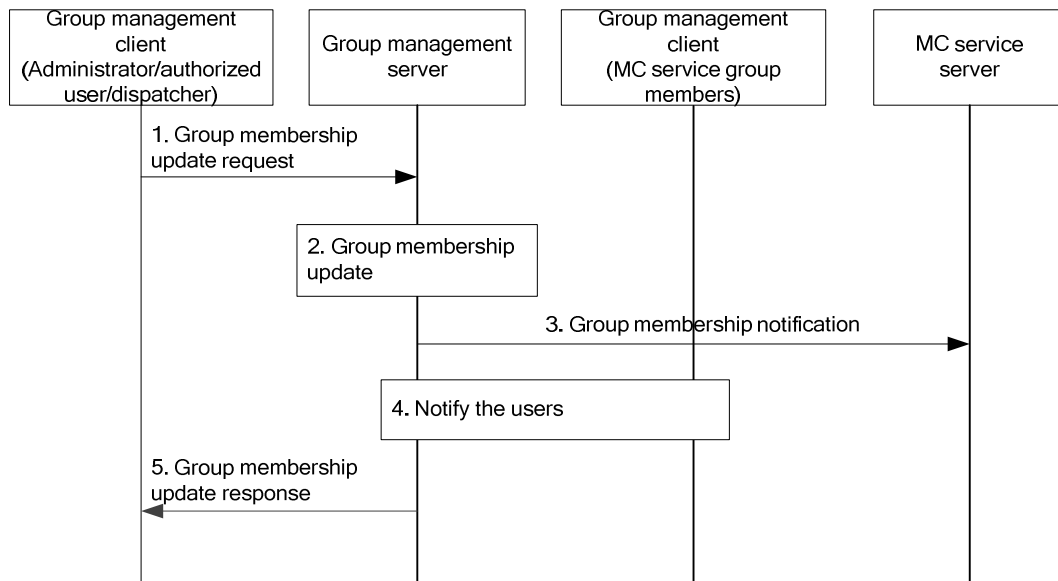 Group management
client
(Administrator/authorized
user/dispatcher)
Group management
server
Group management
client
(MC service group
members)
MC service
server
1. Group membership
update request
2. Group membership
update
3. Group membership notification
4. Notify the users
5. Group membership
update response